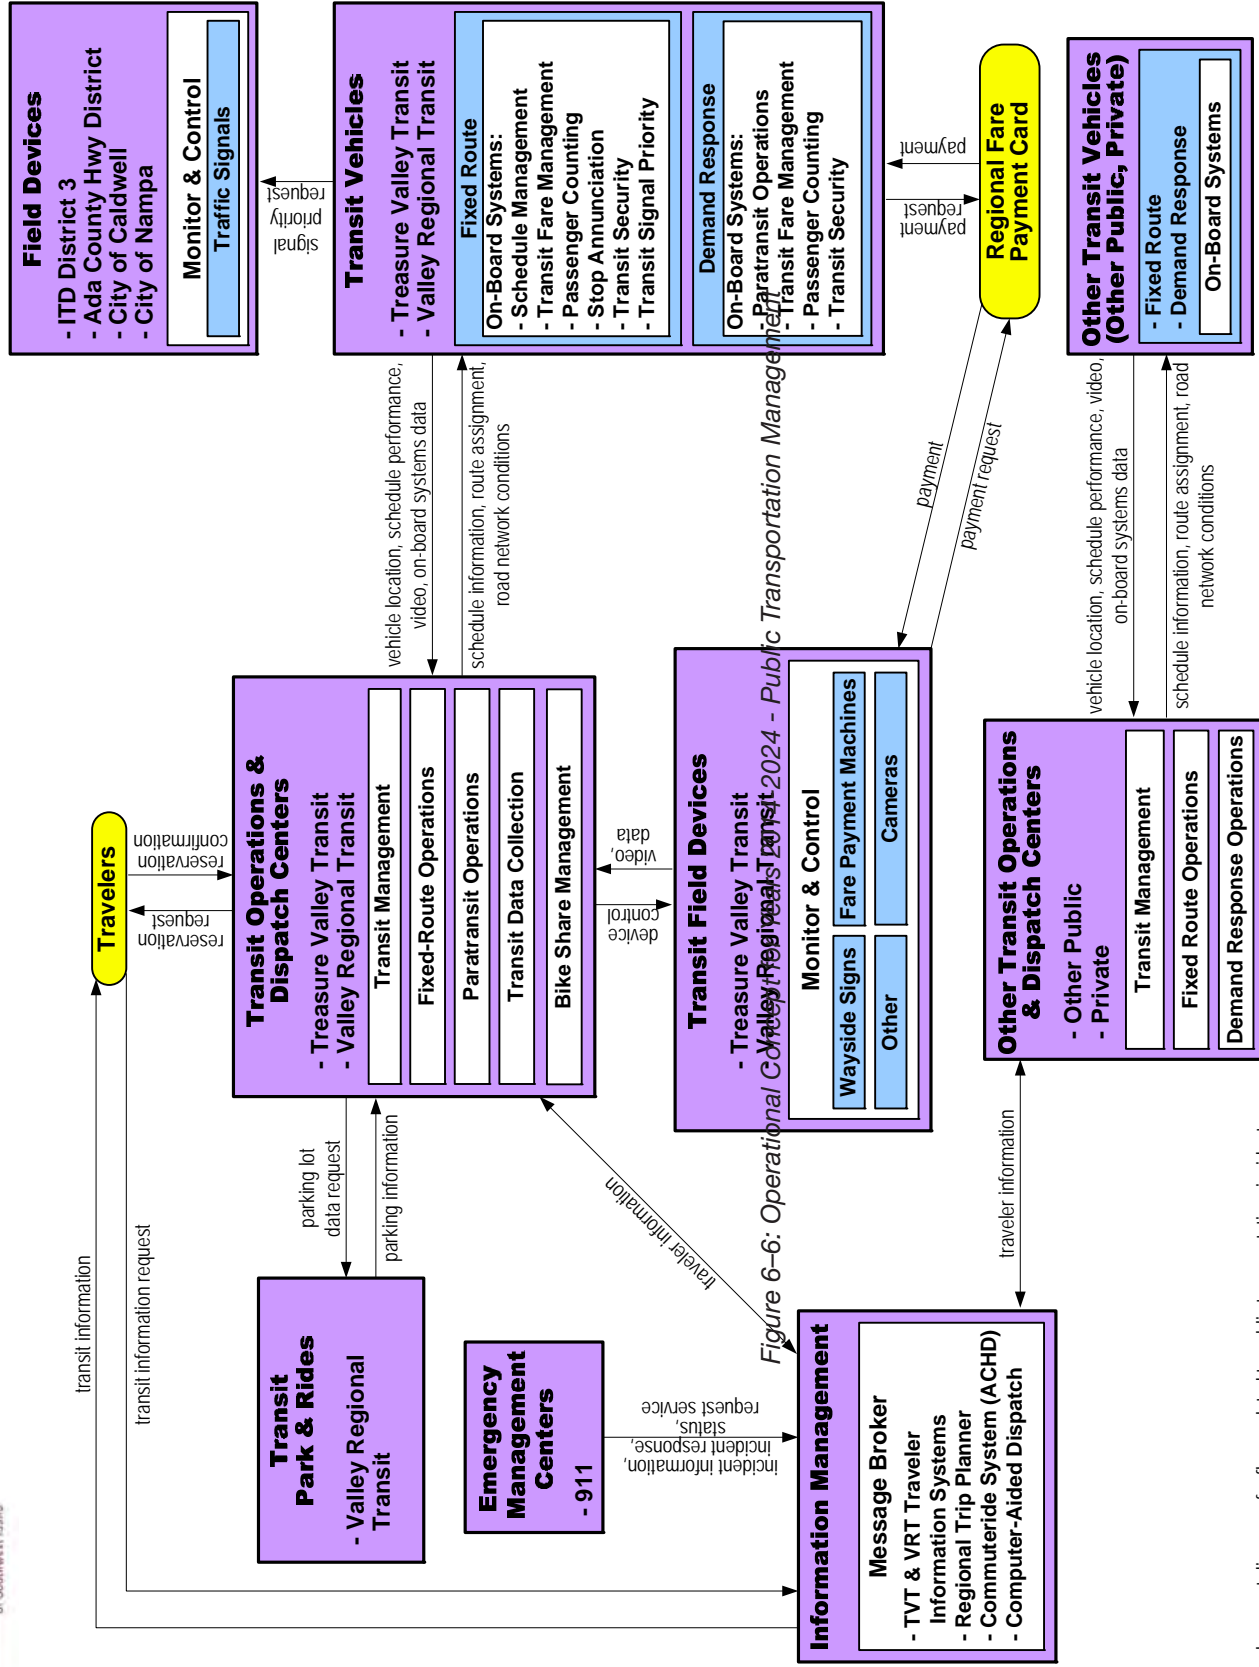 transit information
transit information request
Travelers
reservation
request
reservation
confirmation
Transit
Park & Rides
- Valley Regional
Transit
parking lot
data request
parking information
Transit Operations &
Dispatch Centers
- Treasure Valley Transit
- Valley Regional Transit
Transit Management
Fixed-Route Operations
Paratransit Operations
Transit Data Collection
Bike Share Management
vehicle location, schedule performance,
video, on-board systems data
schedule information, route assignment,
road network conditions
Field Devices
- ITD District 3
- Ada County Hwy District
- City of Caldwell
- City of Nampa
Monitor & Control
Traffic Signals
signal
priority
request
Transit Vehicles
- Treasure Valley Transit
- Valley Regional Transit
Fixed Route
On-Board Systems:
- Schedule Management
- Transit Fare Management
- Passenger Counting
- Stop Annunciation
- Transit Security
- Transit Signal Priority
Demand Response
On-Board Systems:
- Paratransit Operations
- Transit Fare Management
- Passenger Counting
- Transit Security
payment
request
payment
Regional Fare
Payment Card
payment
payment request
Emergency
Management
Centers
- 911
incident information,
incident response,
status,
request service
traveler information
device
control
video,
data
Transit Field Devices
- Treasure Valley Transit
- Valley Regional Transit
Monitor & Control
Wayside Signs
Fare Payment Machines
Other
Cameras
Figure 6–6: Operational Concept Years 2014-2024 - Public Transportation Management
Information Management
Message Broker
- TVT & VRT Traveler
Information Systems
- Regional Trip Planner
- Commuteride System (ACHD)
- Computer-Aided Dispatch
traveler information
Other Transit Operations
& Dispatch Centers
- Other Public
- Private
Transit Management
Fixed Route Operations
Demand Response Operations
vehicle location, schedule performance, video,
on-board systems data
schedule information, route assignment, road
network conditions
Other Transit Vehicles
(Other Public, Private)
- Fixed Route
- Demand Response
On-Board Systems